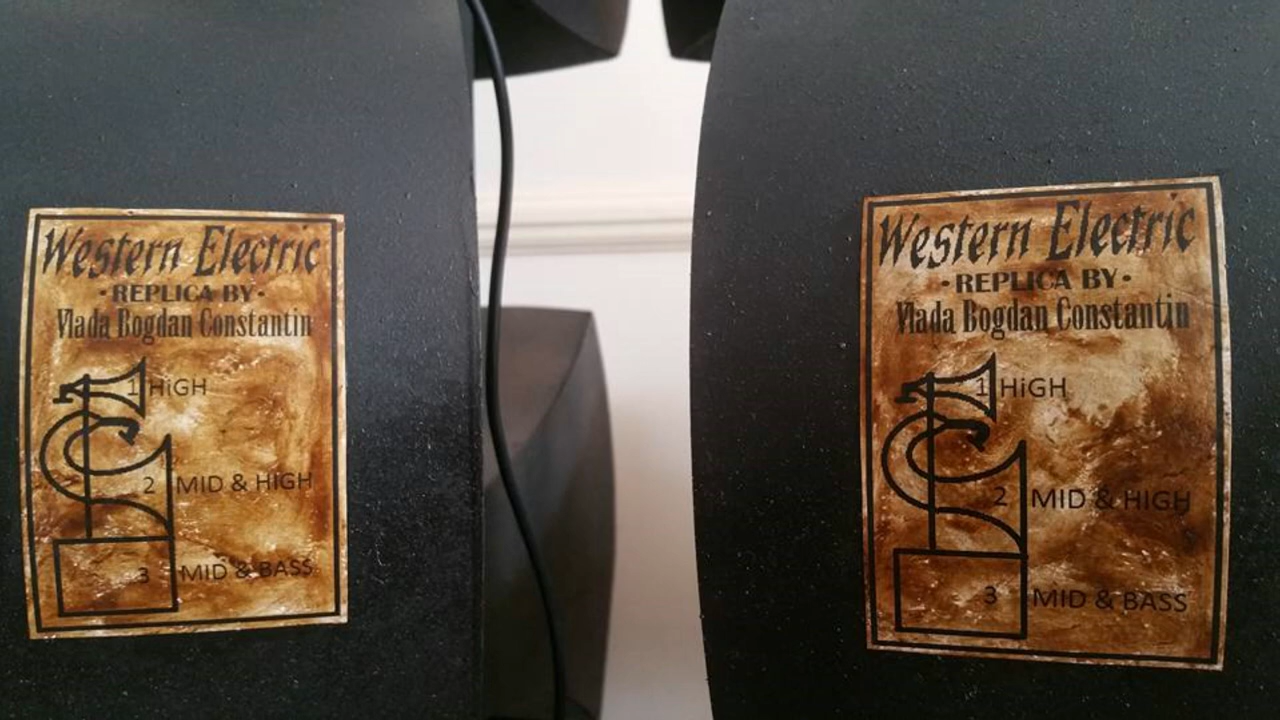 Western Electric
•REPLICA BY•
Vlada Bogdan Constantin
1 HiGH
2 MID & HIGH
3 MID & BASS
Western Electric
•REPLICA BY•
Vlada Bogdan Constantin
1 HiGH
2 MID & HIGH
3 MID & BASS